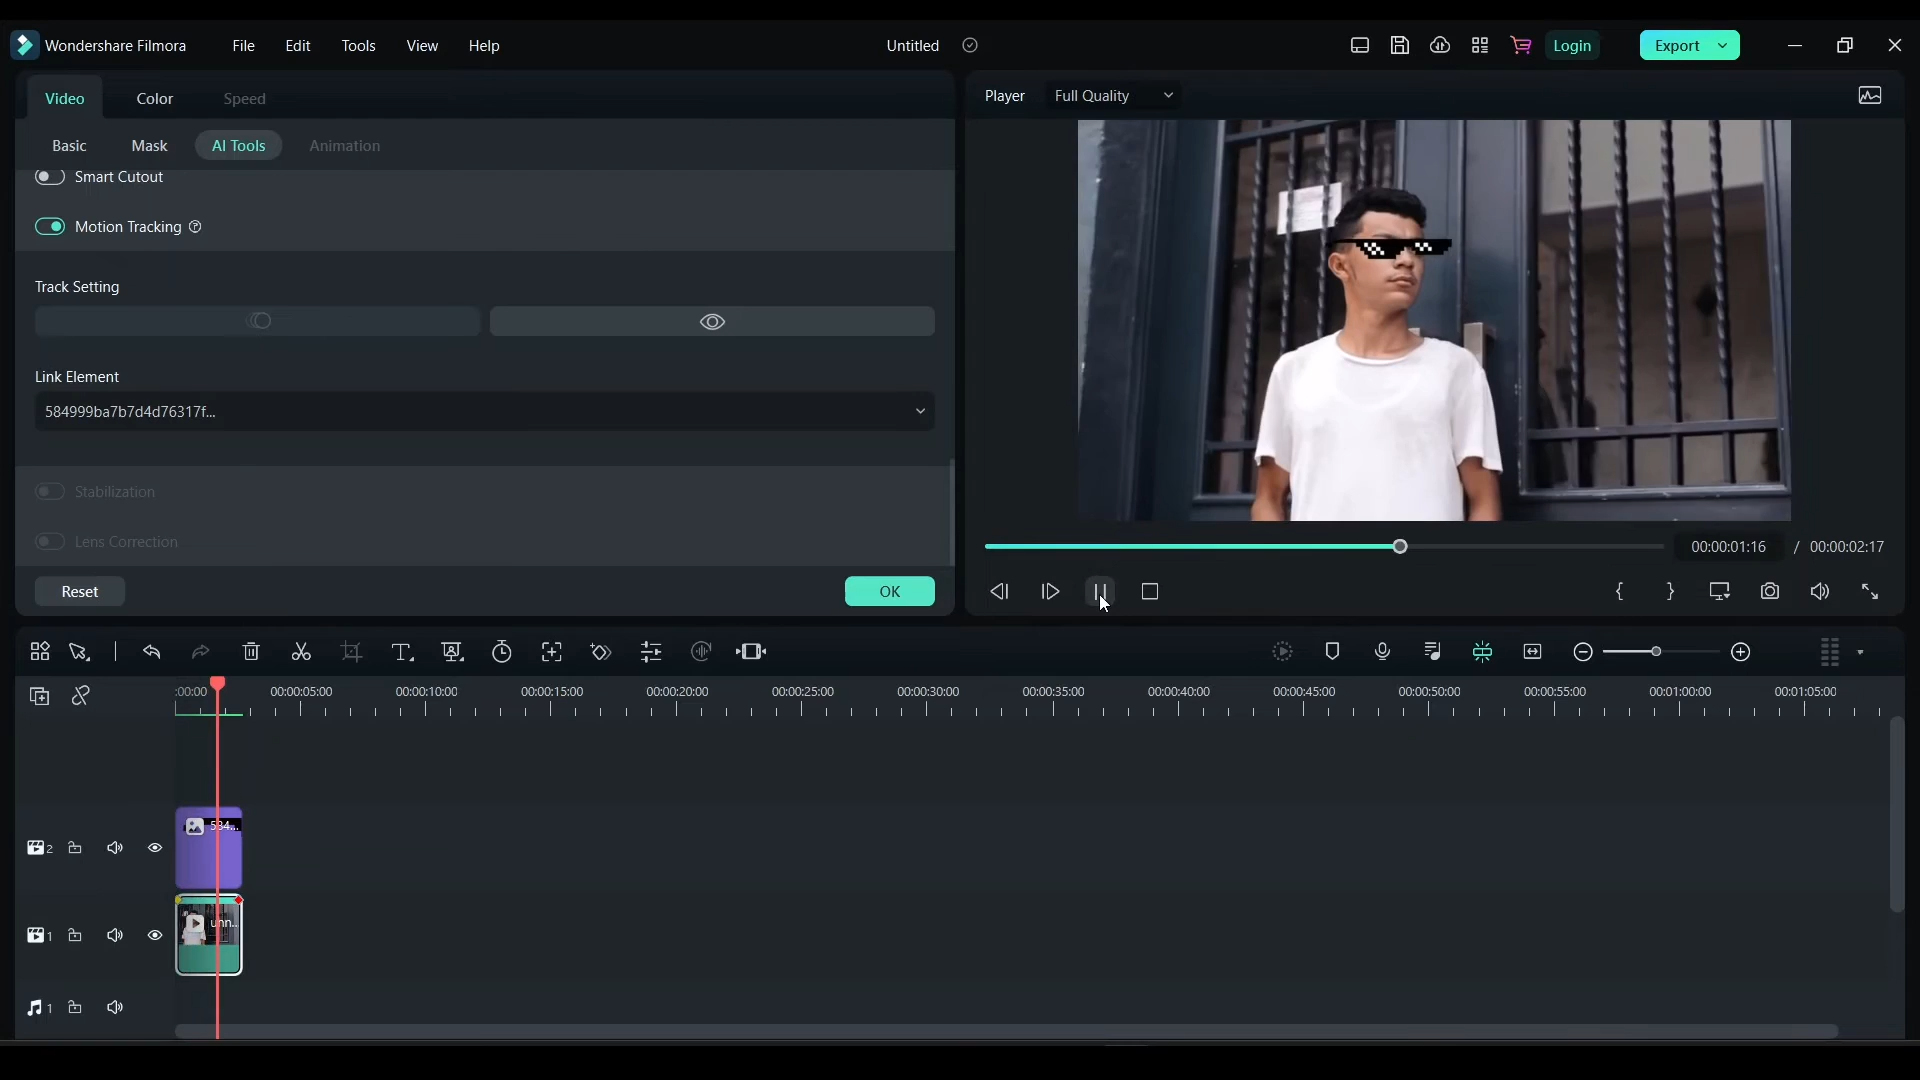 Wondershare Filmora File Edit Tools View Help Untitled Login Export
Video Color Speed
Basic Mask AI Tools Animation
Smart Cutout
Motion Tracking
Track Setting
Link Element
584999ba7b7d4d76317f...
Stabilization
Lens Correction
Reset OK
Player Full Quality
00:00:01:16 / 00:00:02:17
:00:00 00:00:05:00 00:00:10:00 00:00:15:00 00:00:20:00 00:00:25:00 00:00:30:00 00:00:35:00 00:00:40:00 00:00:45:00 00:00:50:00 00:00:55:00 00:01:00:00 00:01:05:00
2 584...
1 unn...
1